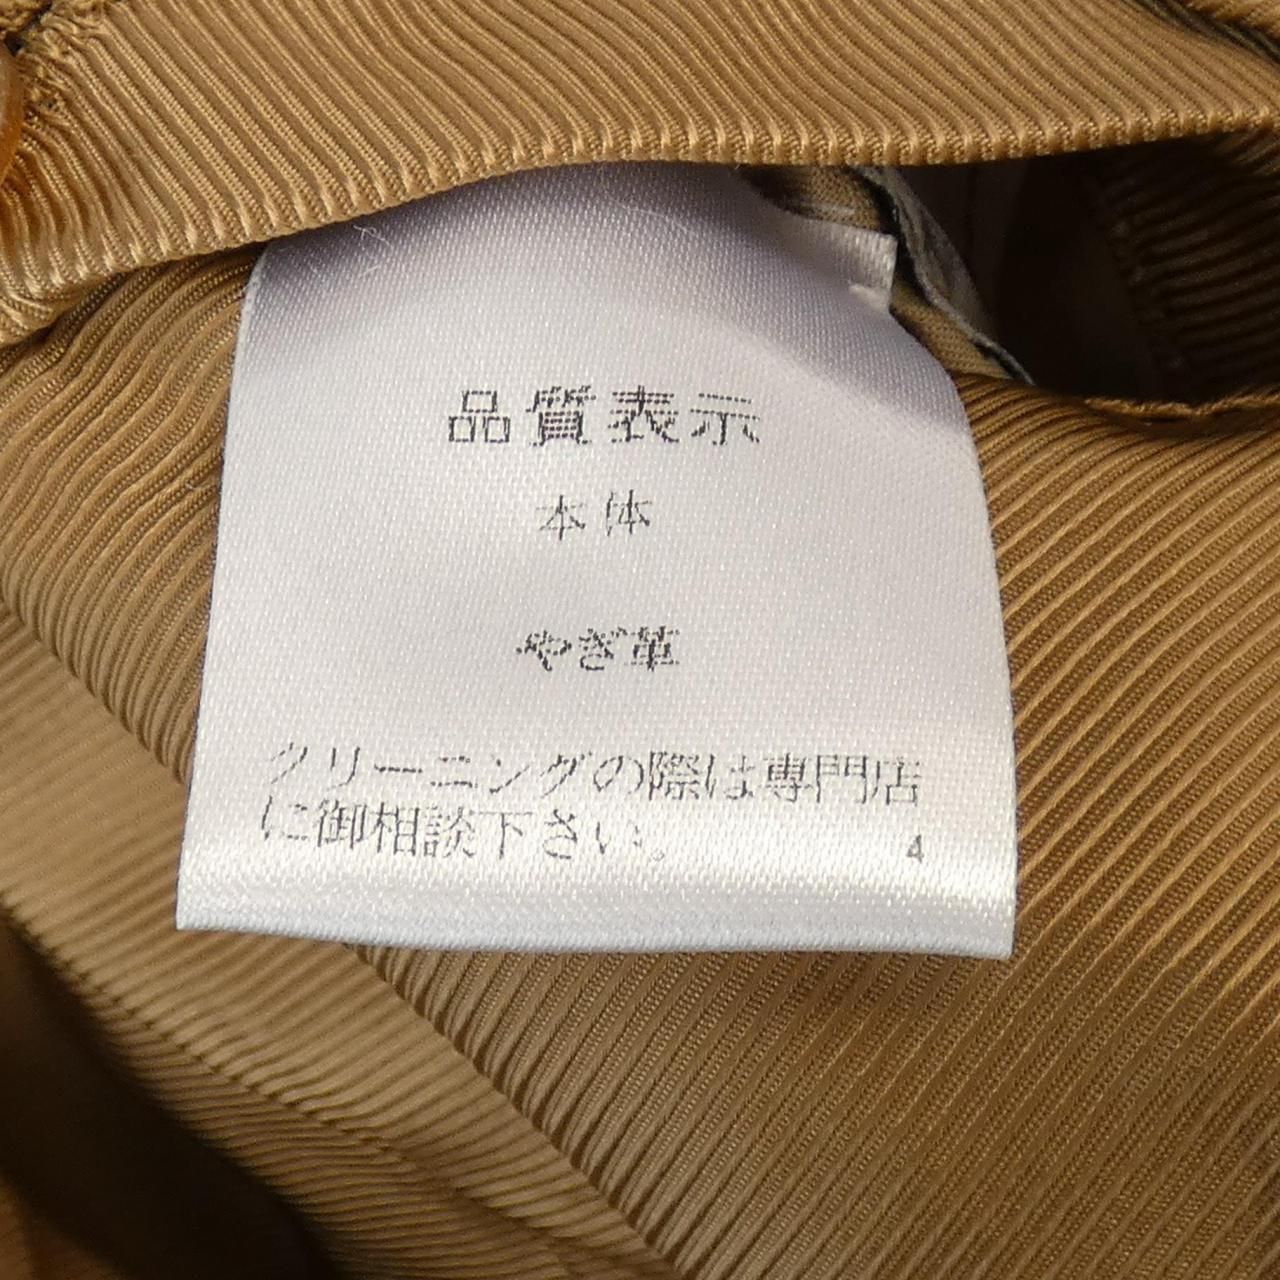 品質表示
本体
やぎ革
クリーニングの際は専門店
に御相談下さい。
4